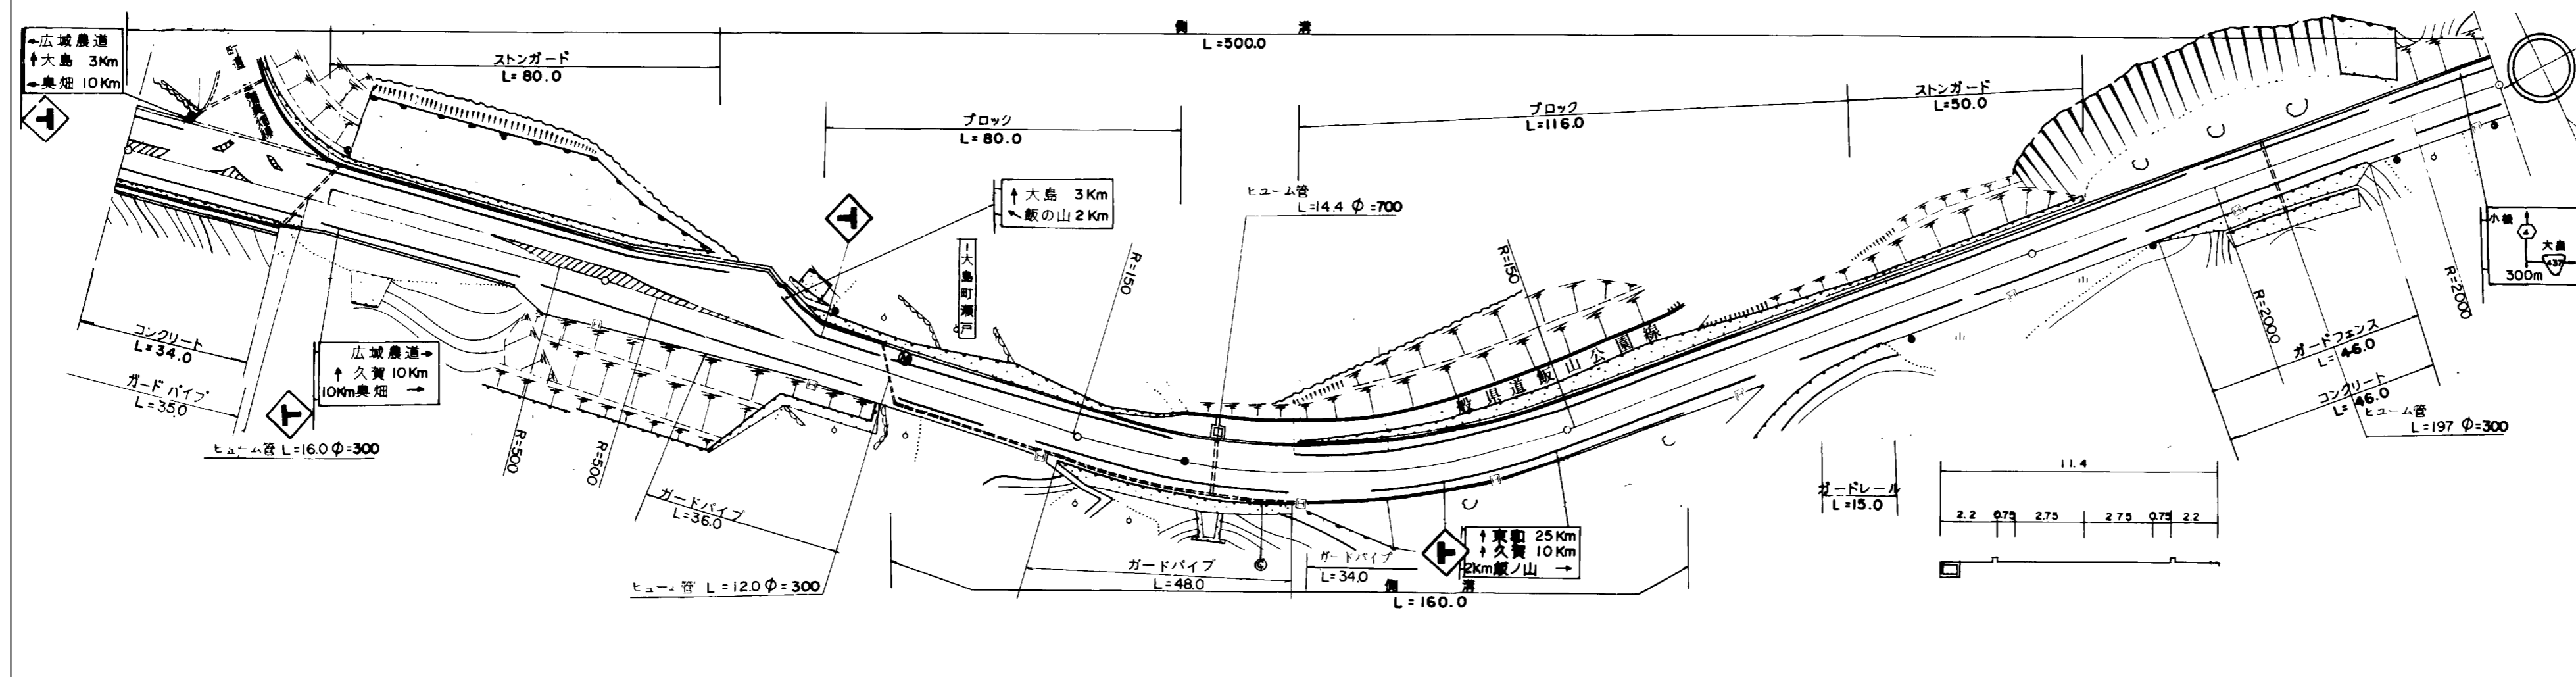 ←広域農道
↑大島 3Km
←奥畑 10Km
ストンガード
L=80.0
側溝
L=500.0
ブロック
L=80.0
ブロック
L=116.0
ストンガード
L=50.0
↑大島 3Km
↖飯の山 2Km
一大島町瀬戸
ヒューム管
L=14.4 φ=700
R=150
R=150
般県道飯山公園線
小松
4
大畠
437
300m
R=2000
R=2000
ガードフェンス
L=46.0
コンクリート
L=46.0
ヒューム管
L=197 φ=300
コンクリート
L=34.0
ガードパイプ
L=35.0
広域農道→
↑ 久賀 10Km
10Km奥畑 →
ヒューム管 L=16.0 φ=300
R=500
R=500
ガードパイプ
L=36.0
ヒューム管 L=12.0 φ=300
ガードパイプ
L=48.0
ガードパイプ
L=34.0
側溝
L=160.0
↑東和 25Km
↑久賀 10Km
2Km飯ノ山 →
ガードレール
L=15.0
11.4
2.2 0.75 2.75 2.75 0.75 2.2